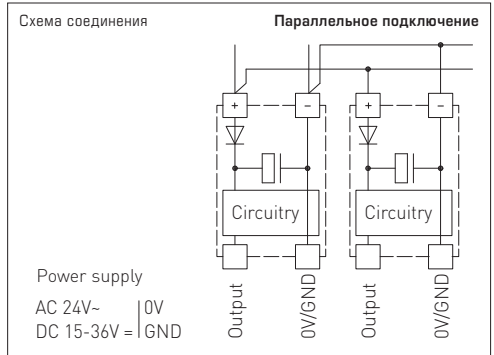 Схема соединения
Параллельное подключение
+ − + −
Circuitry Circuitry
Power supply
AC 24V~ 0V
DC 15-36V = GND
Output
0V/GND
Output
0V/GND